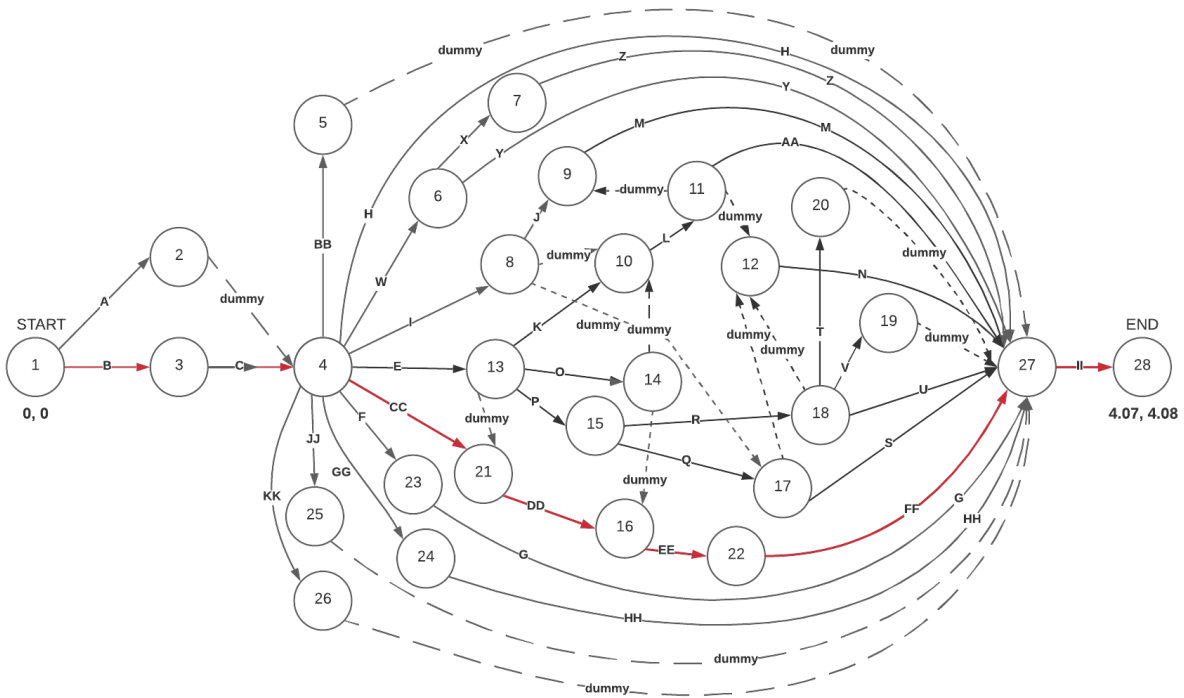 dummy
dummy
H
Z
Z
7
Y
5
M
M
X
AA
Y
9
dummy
11
6
20
H
J
dummy
BB
L
dummy
2
dummy
8
10
12
N
W
A
dummy
K
dummy
dummy
19
START
I
T
dummy
END
dummy
dummy
1
B
3
C
4
E
13
O
14
V
27
II
28
0, 0
CC
P
U
4.07, 4.08
F
dummy
15
R
18
JJ
S
GG
21
Q
dummy
17
KK
23
25
DD
16
FF
G
HH
24
G
EE
22
26
HH
dummy
dummy